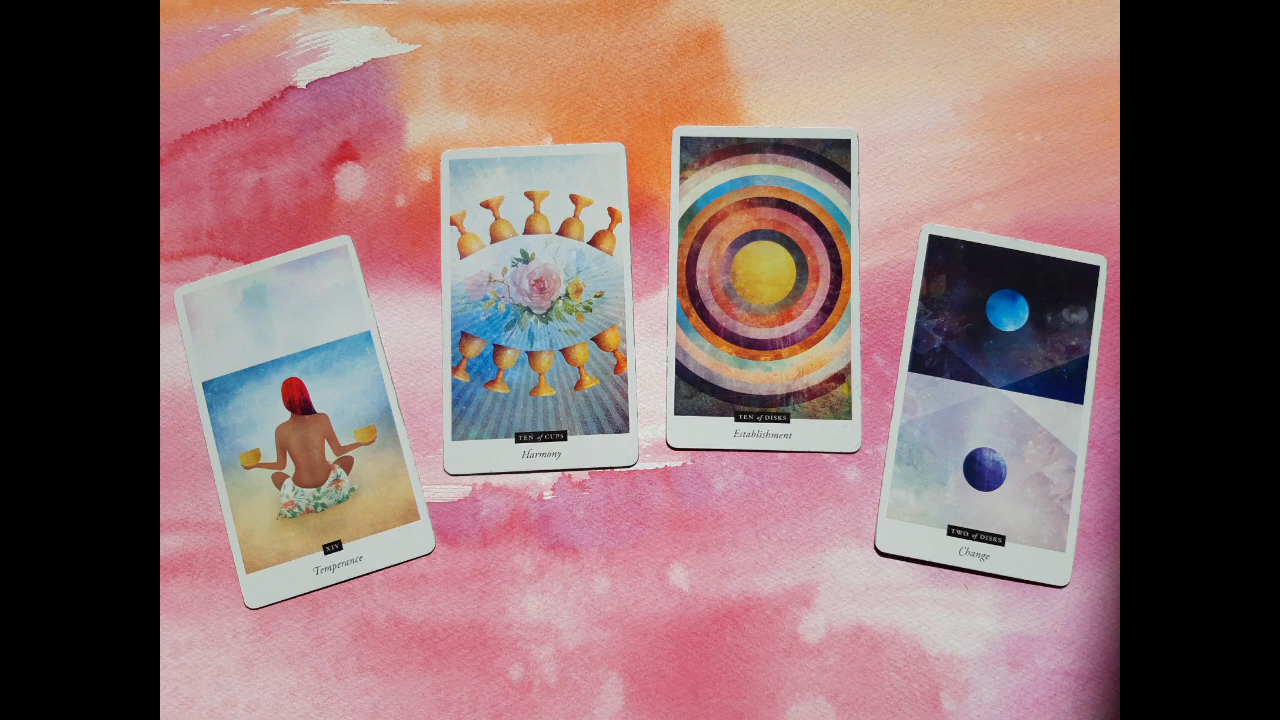 XIV
Temperance
TEN of CUPS
Harmony
TEN of DISKS
Establishment
TWO of DISKS
Change